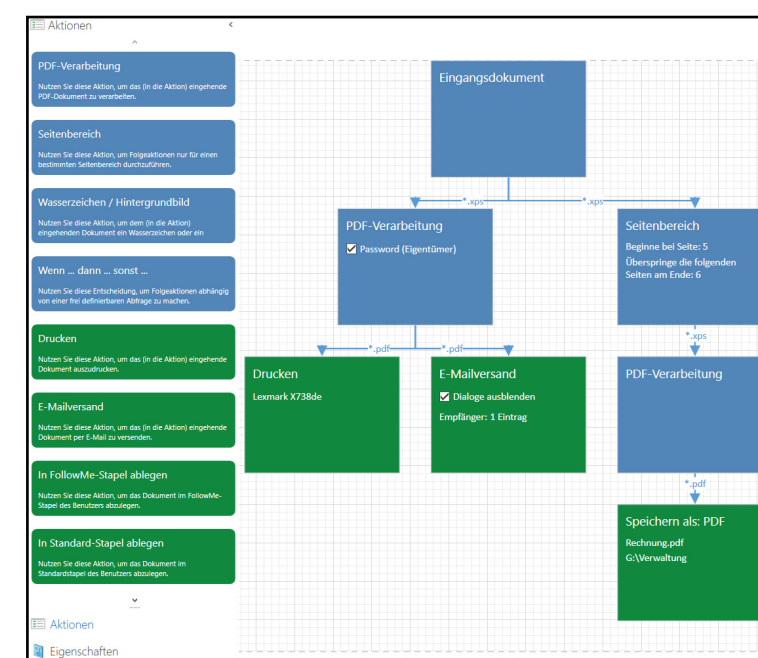 Aktionen
PDF-Verarbeitung
Nutzen Sie diese Aktion, um das (in die Aktion) eingehende
PDF-Dokument zu verarbeiten.
Seitenbereich
Nutzen Sie diese Aktion, um Folgeaktionen nur für einen
bestimmten Seitenbereich durchzuführen.
Wasserzeichen / Hintergrundbild
Nutzen Sie diese Aktion, um dem (in die Aktion)
eingehenden Dokument ein Wasserzeichen oder ein
Wenn ... dann ... sonst ...
Nutzen Sie diese Entscheidung, um Folgeaktionen abhängig
von einer frei definierbaren Abfrage zu machen.
Drucken
Nutzen Sie diese Aktion, um das (in die Aktion) eingehende
Dokument auszudrucken.
E-Mailversand
Nutzen Sie diese Aktion, um das (in die Aktion) eingehende
Dokument per E-Mail zu versenden.
In FollowMe-Stapel ablegen
Nutzen Sie diese Aktion, um das Dokument im FollowMe-
Stapel des Benutzers abzulegen.
In Standard-Stapel ablegen
Nutzen Sie diese Aktion, um das Dokument im
Standardstapel des Benutzers abzulegen.
Aktionen
Eigenschaften
Eingangsdokument
*.xps
*.xps
PDF-Verarbeitung
Password (Eigentümer)
Seitenbereich
Beginne bei Seite: 5
Überspringe die folgenden
Seiten am Ende: 6
*.pdf
*.pdf
*.xps
Drucken
Lexmark X738de
E-Mailversand
Dialoge ausblenden
Empfänger: 1 Eintrag
PDF-Verarbeitung
*.pdf
Speichern als: PDF
Rechnung.pdf
G:\Verwaltung